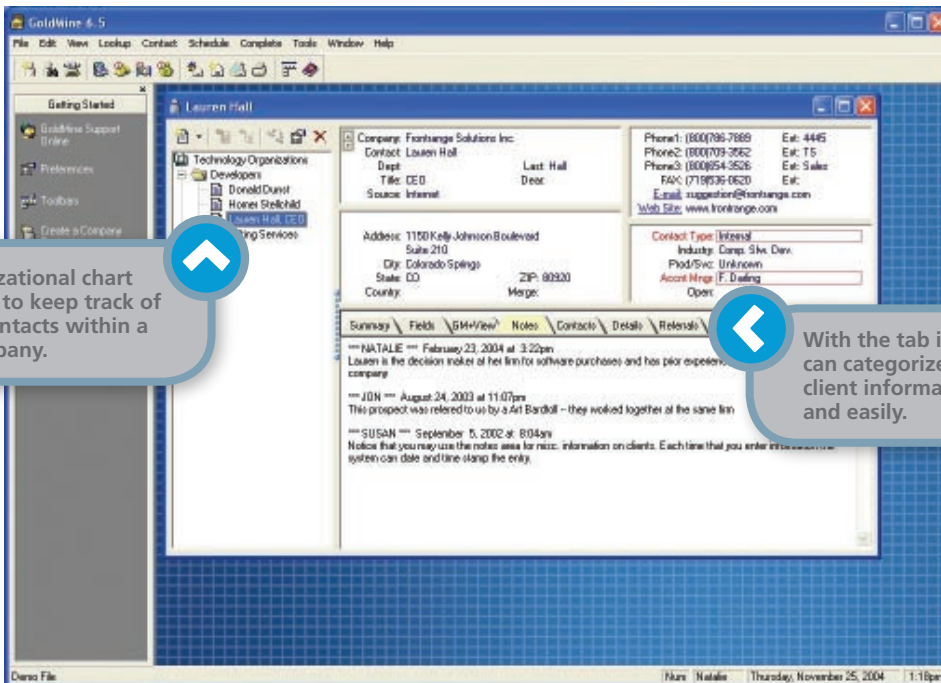 GoldMine 6.5
File Edit View Lookup Contact Schedule Complete Tools Window Help
Getting Started
GoldMine Support
Online
Preferences
Toolbars
Create a Company
Lauren Hall
Technology Organizations
Developers
Donald Dunst
Homer Stellchild
Lauren Hall, CEO
ting Services
Company: Frontrange Solutions Inc.
Contact: Lauren Hall
Dept: Last: Hall
Title: CEO Dear:
Source: Internet
Phone1: (800)786-7889 Ext: 4445
Phone2: (800)709-3562 Ext: TS
Phone3: (800)654-3526 Ext: Sales
FAX: (719)536-0620 Ext:
E-mail: suggestion@frontrange.com
Web Site: www.frontrange.com
Address: 1150 Kelly Johnson Boulevard
Suite 210
City: Colorado Springs
State: CO ZIP: 80920
Country: Merge:
Contact Type: Internal
Industry: Comp. Sftw. Dev.
Prod/Svc: Unknown
Accnt Mngr: F. Darling
Open:
Summary Fields GM+View Notes Contacts Details Referrals
*** NATALIE *** February 23, 2004 at 3:22pm
Lauren is the decision maker at her firm for software purchases and has prior experien
company
*** JON *** August 24, 2003 at 11:07pm
This prospect was refered to us by a Art Bardtoll -- they worked together at the same firm
*** SUSAN *** September 5, 2002 at 8:04am
Notice that you may use the notes area for misc. information on clients. Each time that you enter information the
system can date and time stamp the entry.
zational chart
to keep track of
ntacts within a
pany.
With the tab i
can categorize
client informa
and easily.
Demo File
Num Natalie Thursday, November 25, 2004 1:18pm